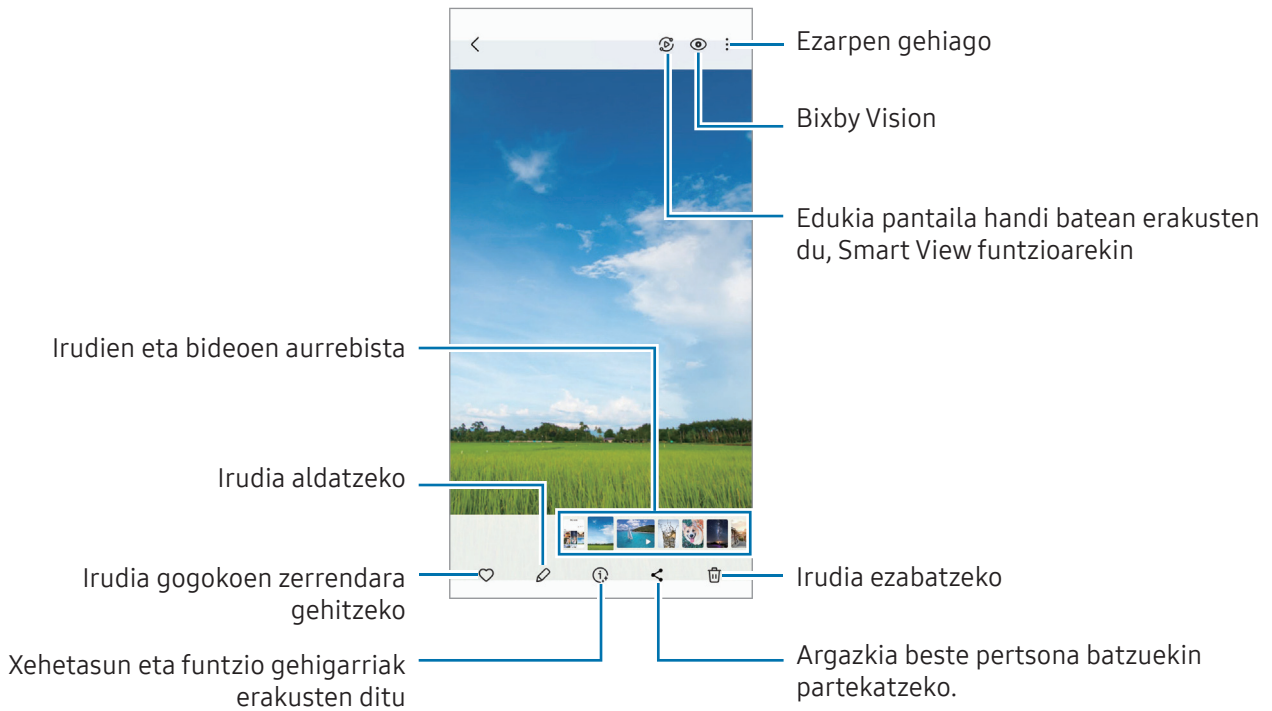 Ezarpen gehiago
Bixby Vision
Edukia pantaila handi batean erakusten
du, Smart View funtzioarekin
Irudien eta bideoen aurrebista
Irudia aldatzeko
Irudia gogokoen zerrendara
gehitzeko
Irudia ezabatzeko
Xehetasun eta funtzio gehigarriak
erakusten ditu
Argazkia beste pertsona batzuekin
partekatzeko.